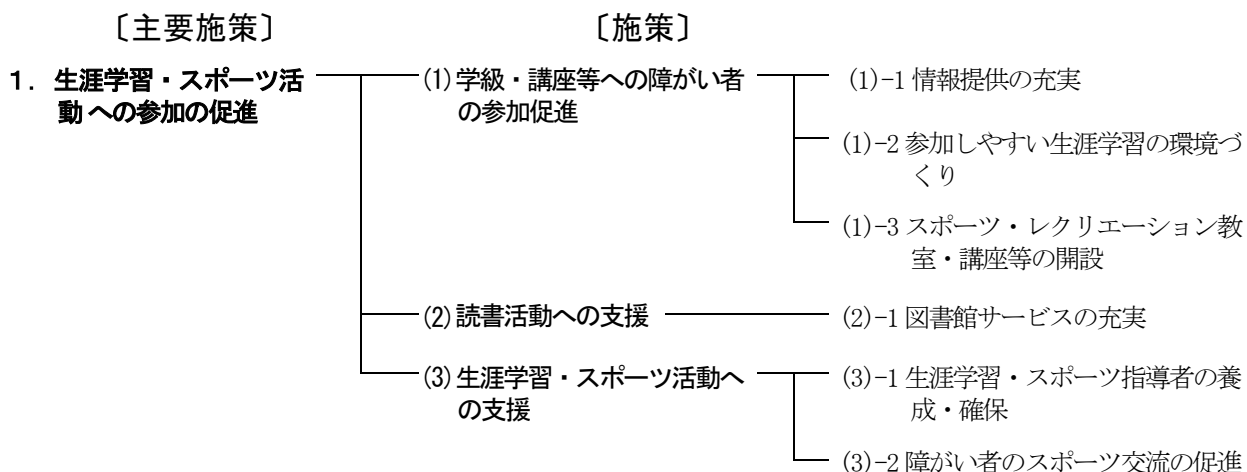 〔主要施策〕
〔施策〕
1. 生涯学習・スポーツ活
動 への参加の促進
(1)学級・講座等への障がい者
の参加促進
(1)-1 情報提供の充実
(1)-2 参加しやすい生涯学習の環境づ
くり
(1)-3 スポーツ・レクリエーション教
室・講座等の開設
(2)読書活動への支援
(2)-1 図書館サービスの充実
(3)生涯学習・スポーツ活動へ
の支援
(3)-1 生涯学習・スポーツ指導者の養
成・確保
(3)-2 障がい者のスポーツ交流の促進